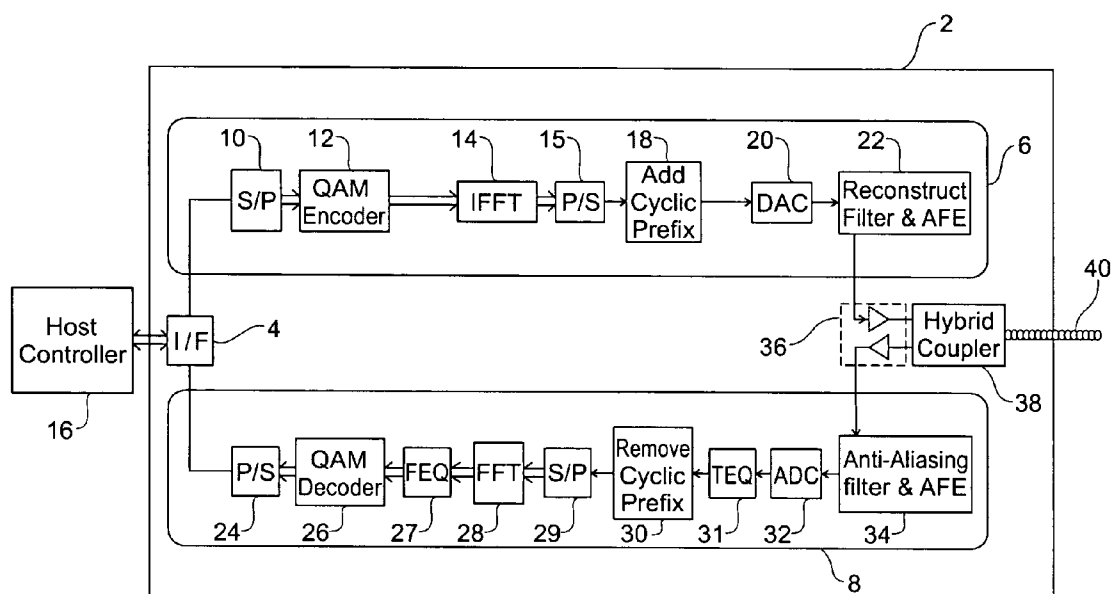 2
10
12
14
15
18
20
22
6
S/P
QAM
Encoder
IFFT
P/S
Add
Cyclic
Prefix
DAC
Reconstruct
Filter & AFE
Host
Controller
16
I/F
4
36
Hybrid
Coupler
38
40
P/S
QAM
Decoder
FEQ
FFT
S/P
Remove
Cyclic
Prefix
TEQ
ADC
Anti-Aliasing
filter & AFE
24
26
27
28
29
30
31
32
34
8